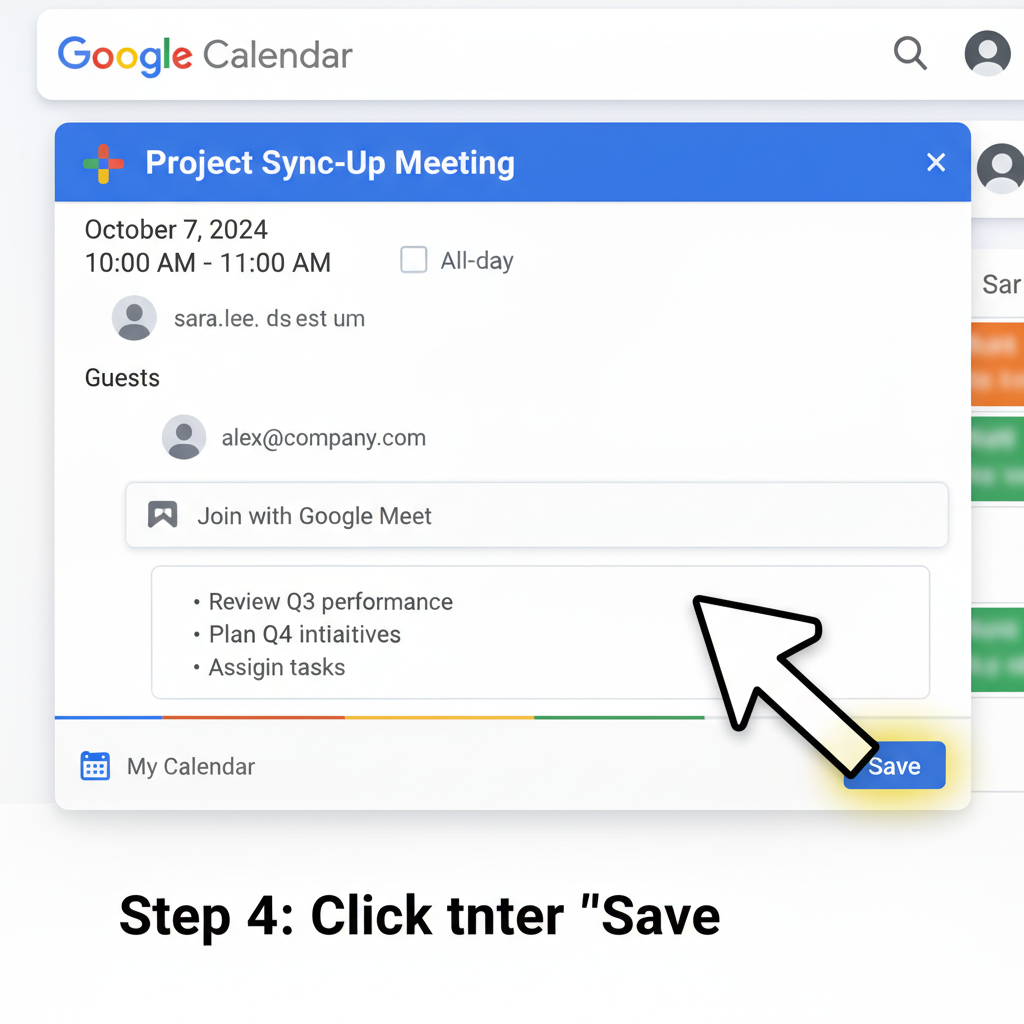 Google Calendar
Project Sync-Up Meeting
October 7, 2024
10:00 AM - 11:00 AM
All-day
sara.lee. ds est um
Guests
alex@company.com
Join with Google Meet
• Review Q3 performance
• Plan Q4 intiaitives
• Assigin tasks
My Calendar
Save
Sar
Step 4: Click tnter "Save